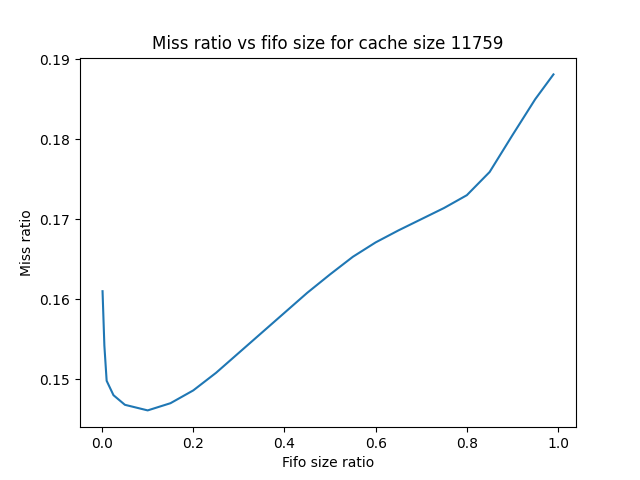 Miss ratio vs fifo size for cache size 11759
0.19
0.18
0.17
0.16
0.15
Miss ratio
0.0 0.2 0.4 0.6 0.8 1.0
Fifo size ratio